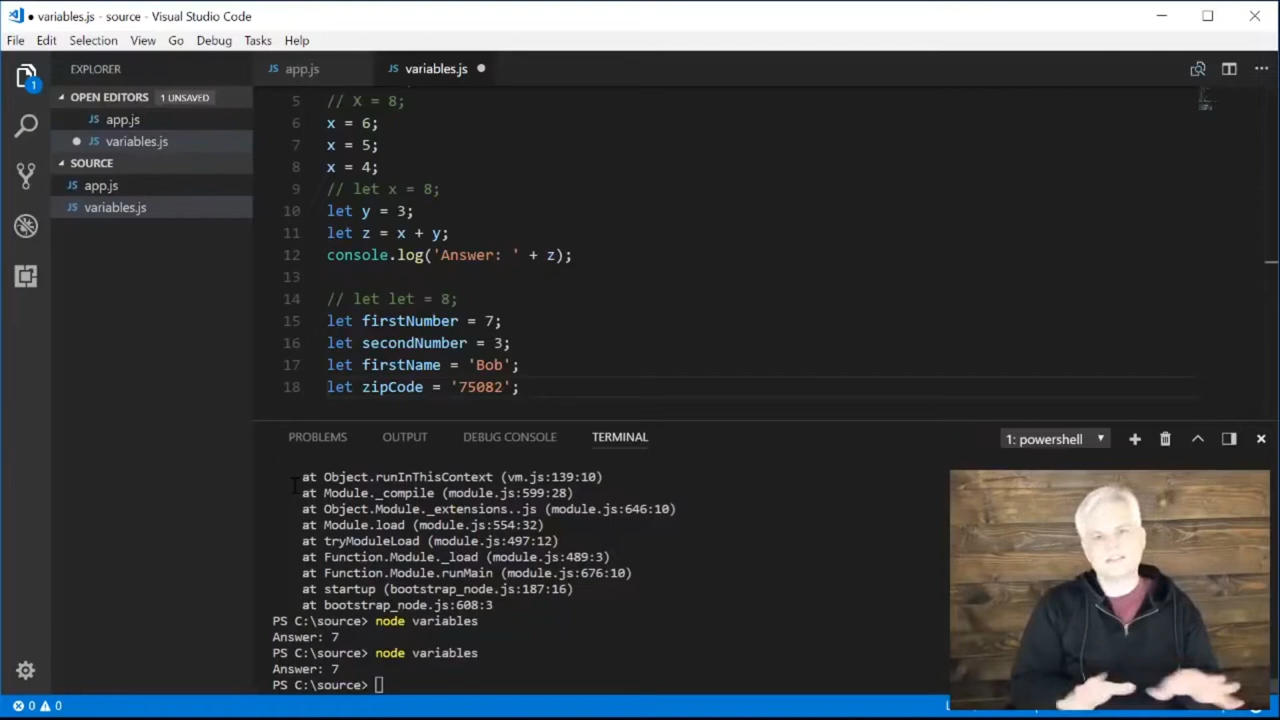 ● variables.js - source - Visual Studio Code
File Edit Selection View Go Debug Tasks Help
EXPLORER
JS app.js
JS variables.js ●
OPEN EDITORS 1 UNSAVED
1
JS app.js
● JS variables.js
SOURCE
JS app.js
JS variables.js
5 // X = 8;
6 x = 6;
7 x = 5;
8 x = 4;
9 // let x = 8;
10 let y = 3;
11 let z = x + y;
12 console.log('Answer: ' + z);
13
14 // let let = 8;
15 let firstNumber = 7;
16 let secondNumber = 3;
17 let firstName = 'Bob';
18 let zipCode = '75082';
PROBLEMS OUTPUT DEBUG CONSOLE TERMINAL
1: powershell
at Object.runInThisContext (vm.js:139:10)
at Module._compile (module.js:599:28)
at Object.Module._extensions..js (module.js:646:10)
at Module.load (module.js:554:32)
at tryModuleLoad (module.js:497:12)
at Function.Module._load (module.js:489:3)
at Function.Module.runMain (module.js:676:10)
at startup (bootstrap_node.js:187:16)
at bootstrap_node.js:608:3
PS C:\source> node variables
Answer: 7
PS C:\source> node variables
Answer: 7
PS C:\source>
0 0